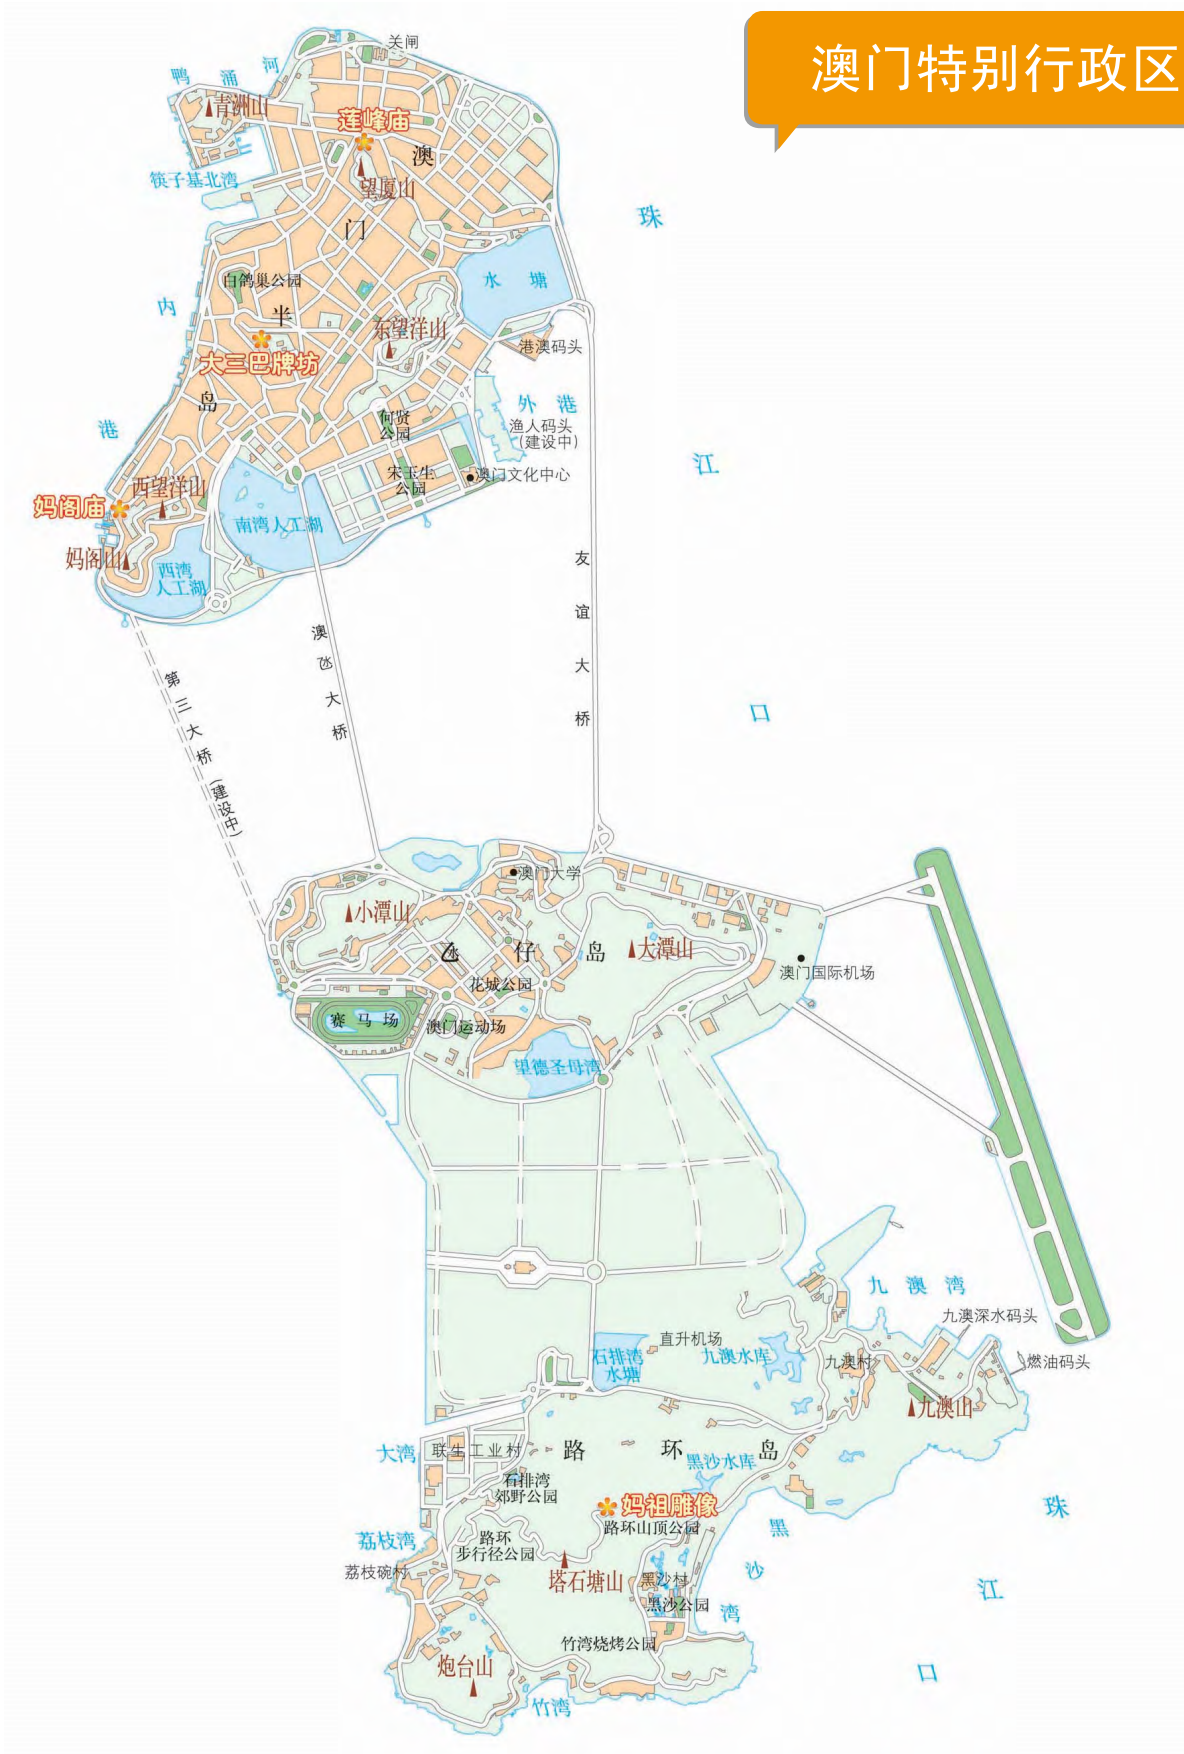 澳门特别行政区
关闸
鸭涌河
青洲山
莲峰庙
澳门半岛
望厦山
筷子基北湾
珠江口
水塘
白鸽巢公园
内港
东望洋山
港澳码头
大三巴牌坊
外港
何贤
公园
渔人码头
(建设中)
宋玉生
公园
澳门文化中心
西望洋山
妈阁庙
南湾人工湖
妈阁山
西湾
人工湖
友谊大桥
澳氹大桥
第三大桥(建设中)
澳门大学
小潭山
氹仔岛
大潭山
澳门国际机场
花城公园
赛马场
澳门运动场
望德圣母湾
九澳湾
九澳深水码头
直升机场
石排湾
水塘
九澳水库
九澳村
燃油码头
九澳山
大湾
联生工业村
路环岛
黑沙水库
石排湾
郊野公园
妈祖雕像
路环山顶公园
珠江口
黑沙湾
荔枝湾
路环
步行径公园
荔枝碗村
塔石塘山
黑沙村
黑沙公园
竹湾烧烤公园
炮台山
竹湾